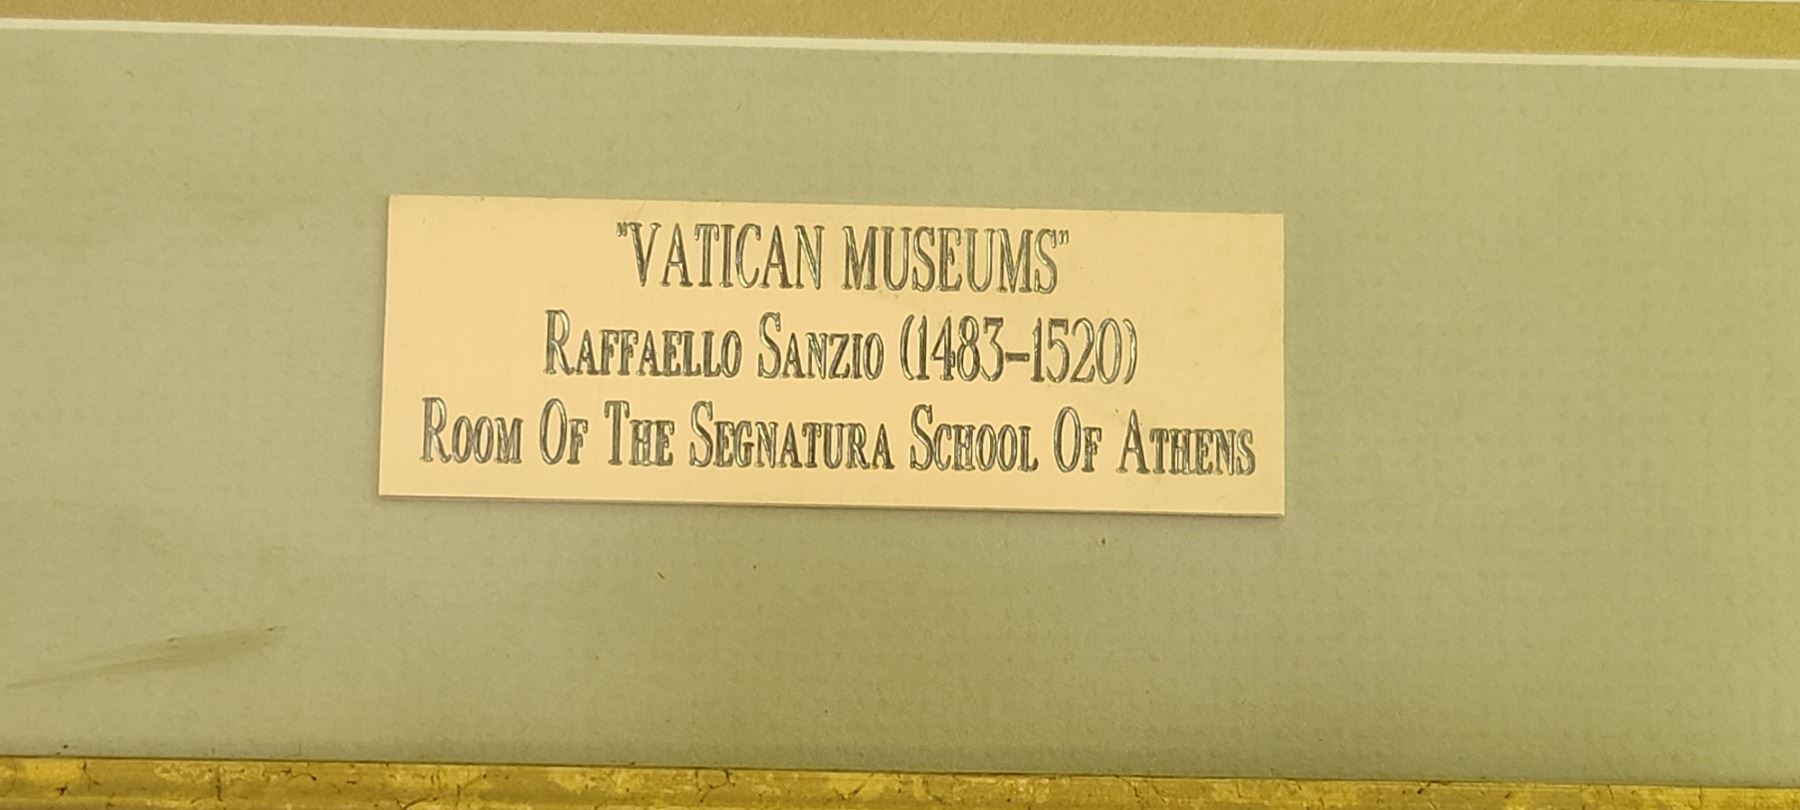 "VATICAN MUSEUMS"
RAFFAELLO SANZIO (1483-1520)
ROOM OF THE SEGNATURA SCHOOL OF ATHENS